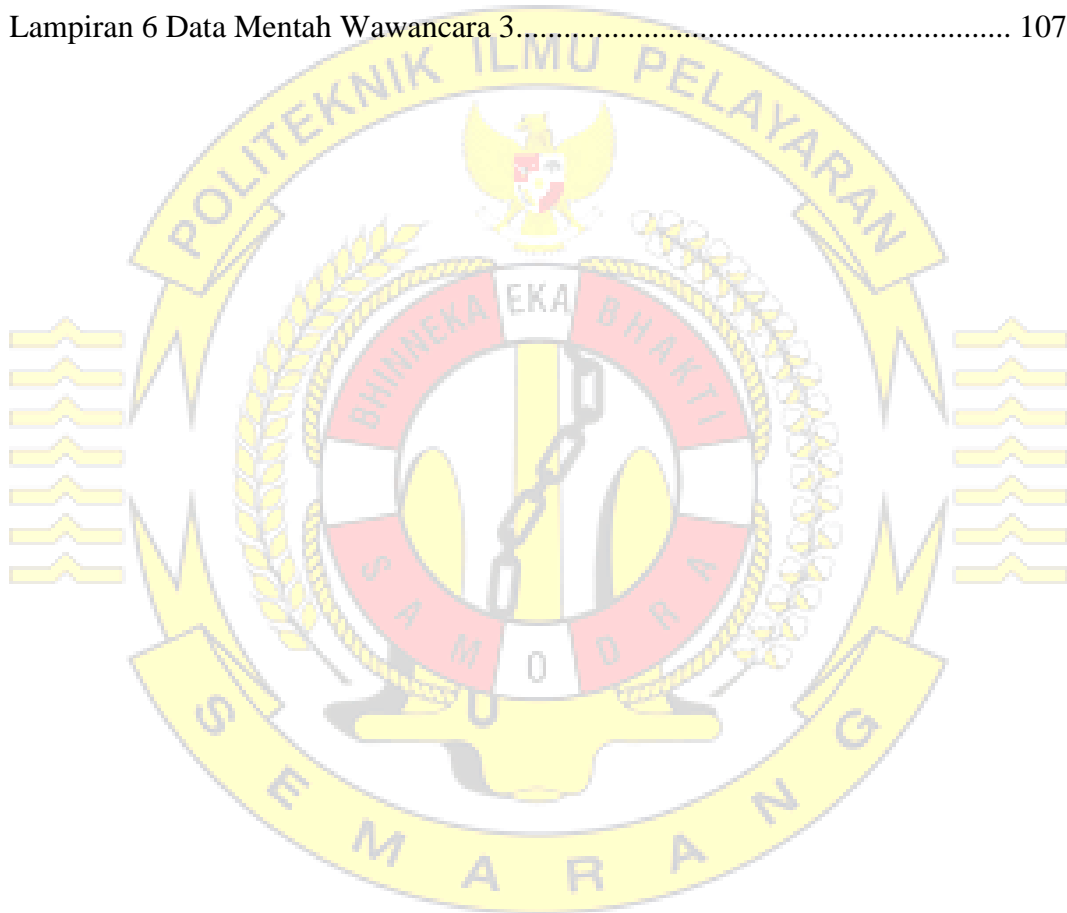 Lampiran 6 Data Mentah Wawancara 3....................................................... 107
POLITEKNIK ILMU PELAYARAN
BHINNEKA EKA BHAKTI
SAMODRA
SEMARANG